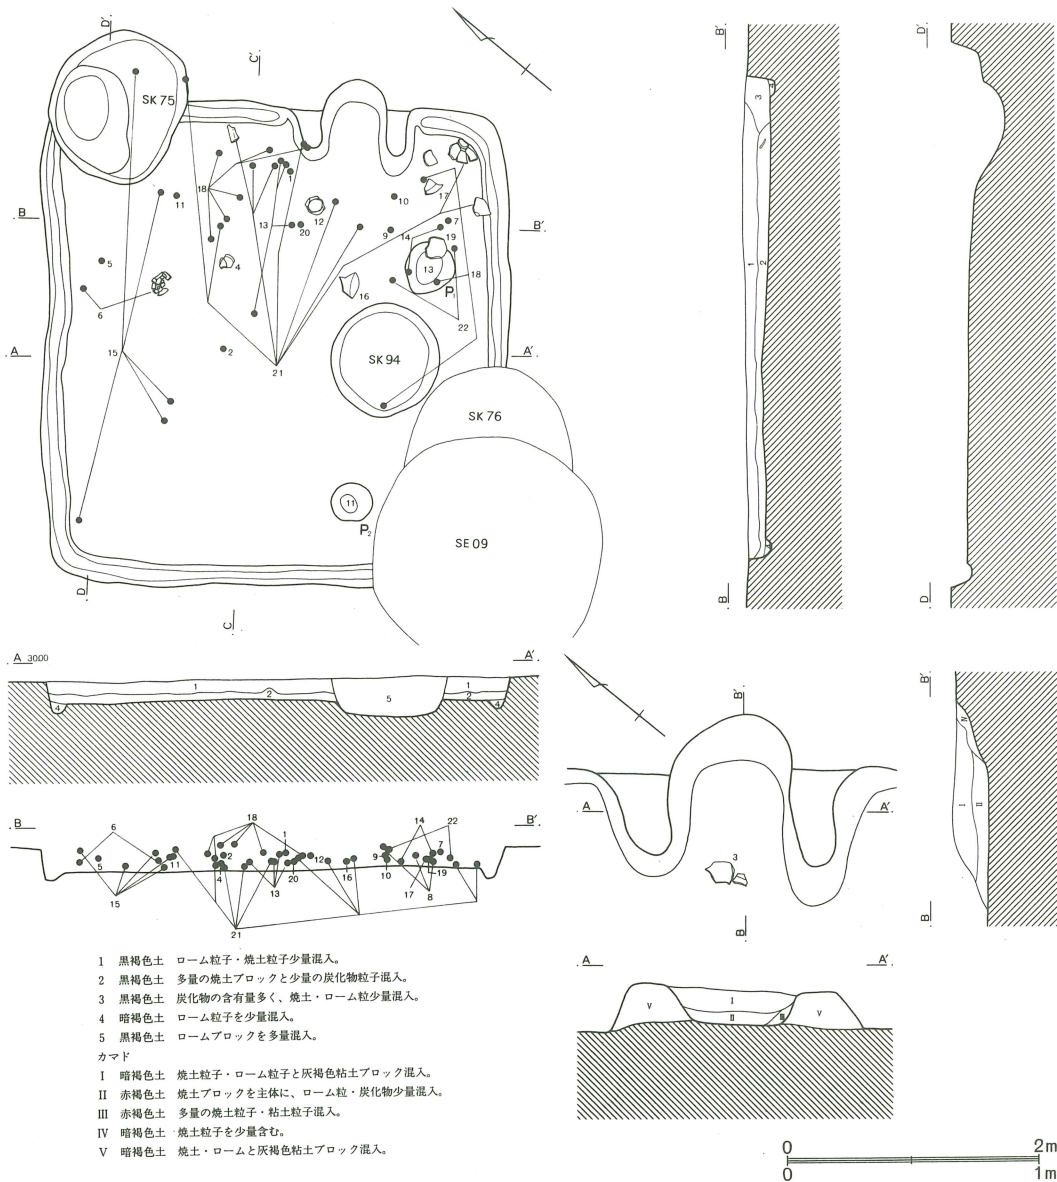 D'
C'
SK 75
18
1
11
13
20
12
10
17
B
B'
9
7
14
19
5
4
13
18
6
16
P1
22
A
15
2
21
SK 94
A'
SK 76
11
P2
SE 09
D
C
B'
3
4
1
2
B
D'
D
A 30.00
A'
1
2
5
1
2
4
4
B
B'
6
18
1
14
22
5
11
2
12
9
7
4
13
20
16
10
17
19
8
15
21
1 黒褐色土 ローム粒子・焼土粒子少量混入。
2 黒褐色土 多量の焼土ブロックと少量の炭化物粒子混入。
3 黒褐色土 炭化物の含有量多く、焼土・ローム粒少量混入。
4 暗褐色土 ローム粒子を少量混入。
5 黒褐色土 ロームブロックを多量混入。
カマド
I 暗褐色土 焼土粒子・ローム粒子と灰褐色粘土ブロック混入。
II 赤褐色土 焼土ブロックを主体に、ローム粒・炭化物少量混入。
III 赤褐色土 多量の焼土粒子・粘土粒子混入。
IV 暗褐色土 焼土粒子を少量含む。
V 暗褐色土 焼土・ロームと灰褐色粘土ブロック混入。
B'
A
A'
3
B
B'
IV
I
II
B
A
A'
V
I
II
III
V
0 2m
0 1m